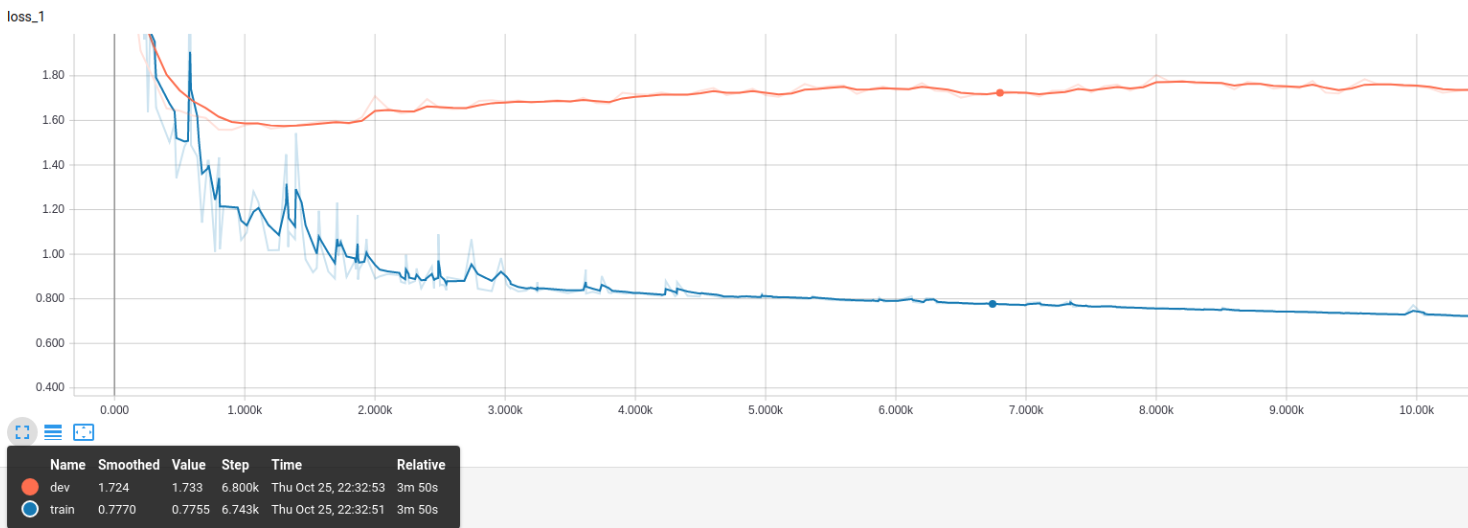 loss_1
1.80
1.60
1.40
1.20
1.00
0.800
0.600
0.400
0.000 1.000k 2.000k 3.000k 4.000k 5.000k 6.000k 7.000k 8.000k 9.000k 10.00k
Name Smoothed Value Step Time Relative
dev 1.724 1.733 6.800k Thu Oct 25, 22:32:53 3m 50s
train 0.7770 0.7755 6.743k Thu Oct 25, 22:32:51 3m 50s